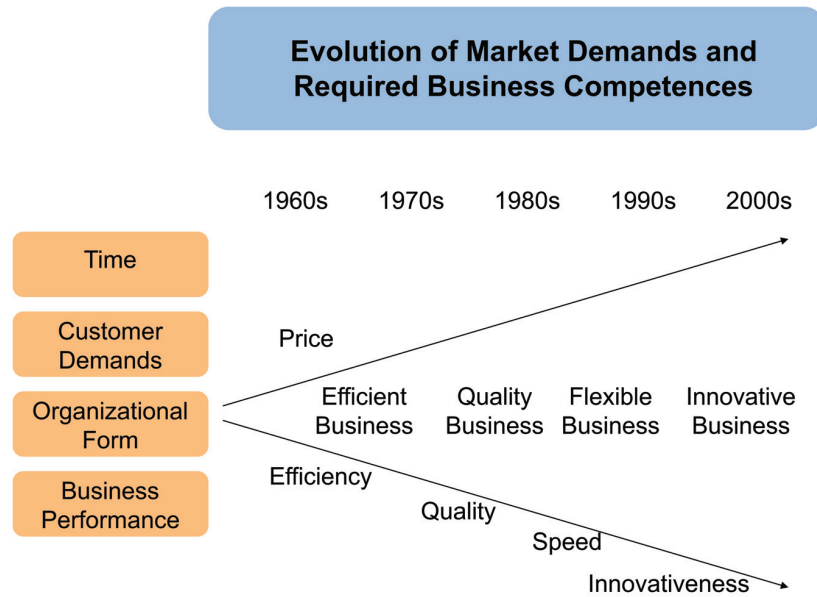 Evolution of Market Demands and
Required Business Competences
1960s 1970s 1980s 1990s 2000s
Time
Customer
Demands
Price
Organizational
Form
Efficient
Business
Quality
Business
Flexible
Business
Innovative
Business
Business
Performance
Efficiency
Quality
Speed
Innovativeness